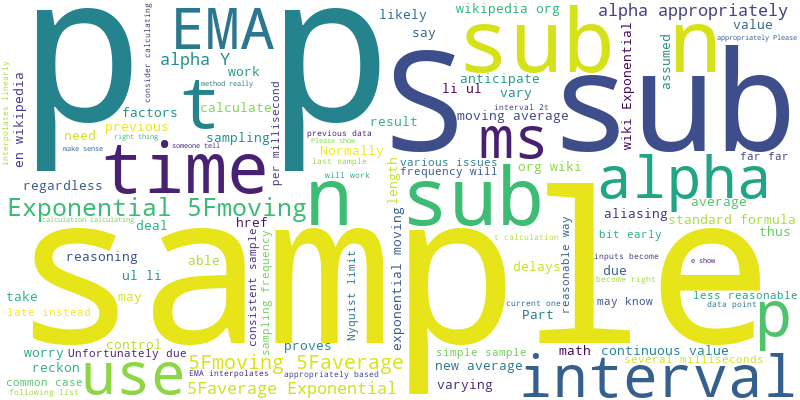 p
p
s
sub
sub n
EMA
t
time
ms
alpha
n
sub
sample
Exponential 5Fmoving
use
interval
p
5Fmoving 5Faverage
5Faverage Exponential
wikipedia org
alpha appropriately
likely
say
value
appropriately Please
consider calculating
interpolates linearly
en wikipedia
alpha Y
work
factors
calculate
need
previous
make sense
method really
right thing
someone tell
sampling
per millisecond
result
previous data
Please show
Normally
last sample
will work
anticipate
vary
li ul
interval 2t
moving average
various issues
frequency will
org wiki
wiki Exponential
assumed
far far
regardless
length
average
aliasing
standard formula
thus
bit early
calculation calculating
deal
href
reasoning
ul li
able
take
may
late instead
control
worry
Unfortunately due
reckon
common case
following list
proves
EMA interpolates
appropriately based
consistent sample
sampling frequency
Nyquist limit
exponential moving
t calculation
delays
due
reasonable way
inputs become
e show
become right
may know
less reasonable
data point
current one
Part
simple sample
new average
varying
math
continuous value
several milliseconds